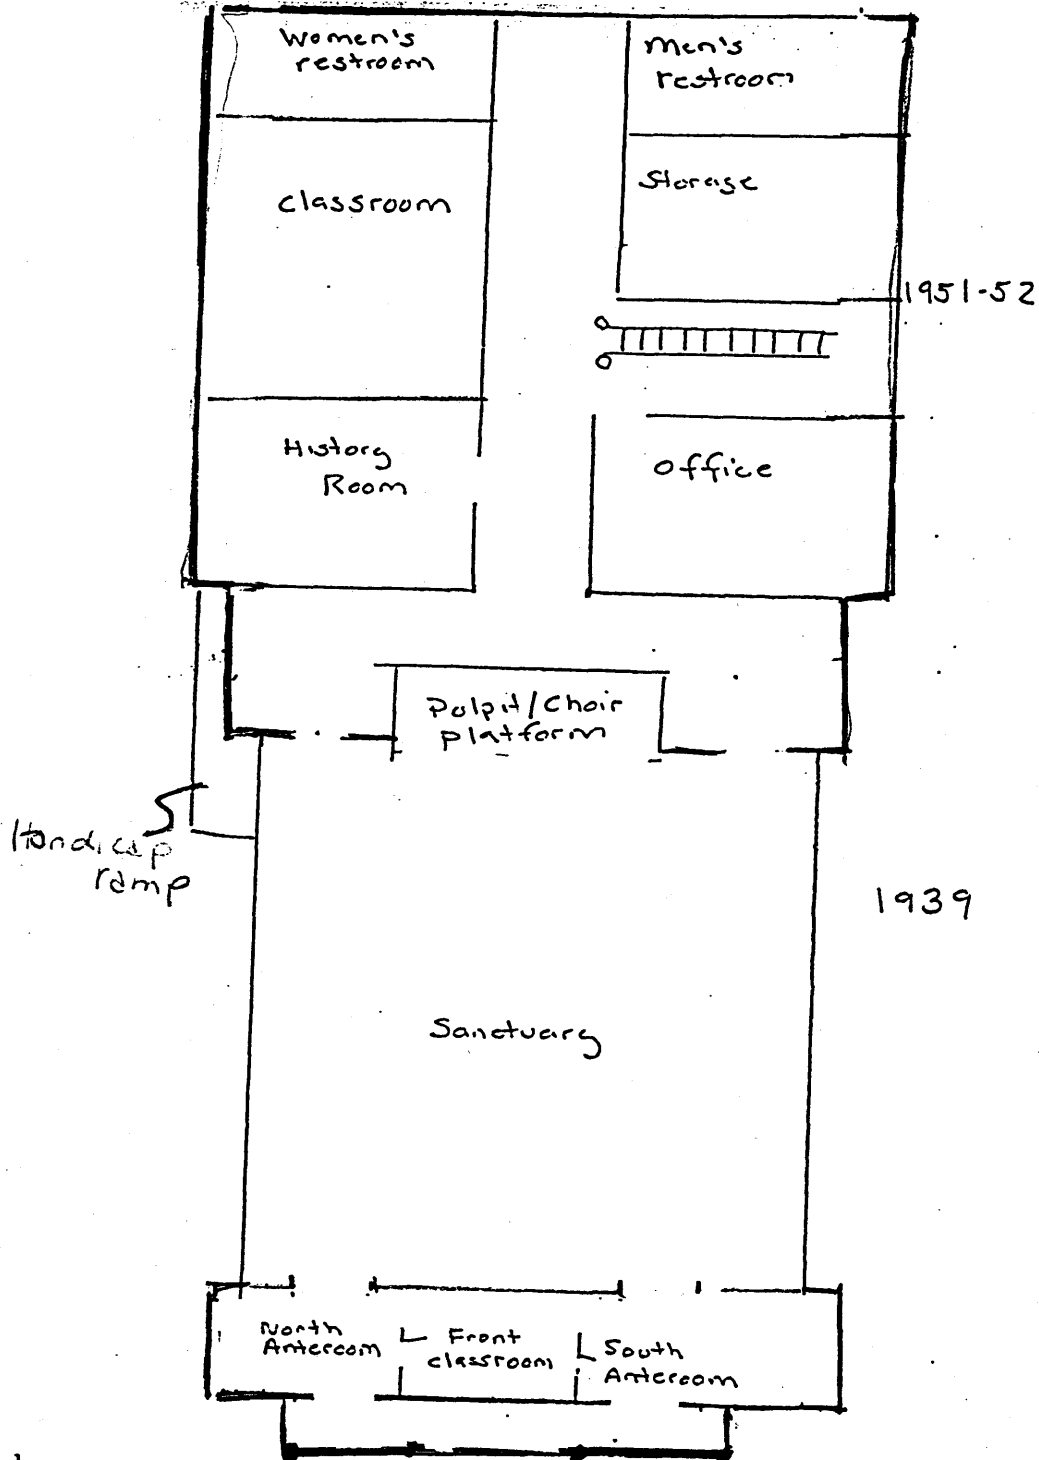 Women's
restroom
Men's
restroom
Classroom
Storage
1951-52
History
Room
Office
Pulpit/Choir
platform
Handicap
ramp
1939
Sanctuary
North
Anteroom
Front
classroom
South
Anteroom